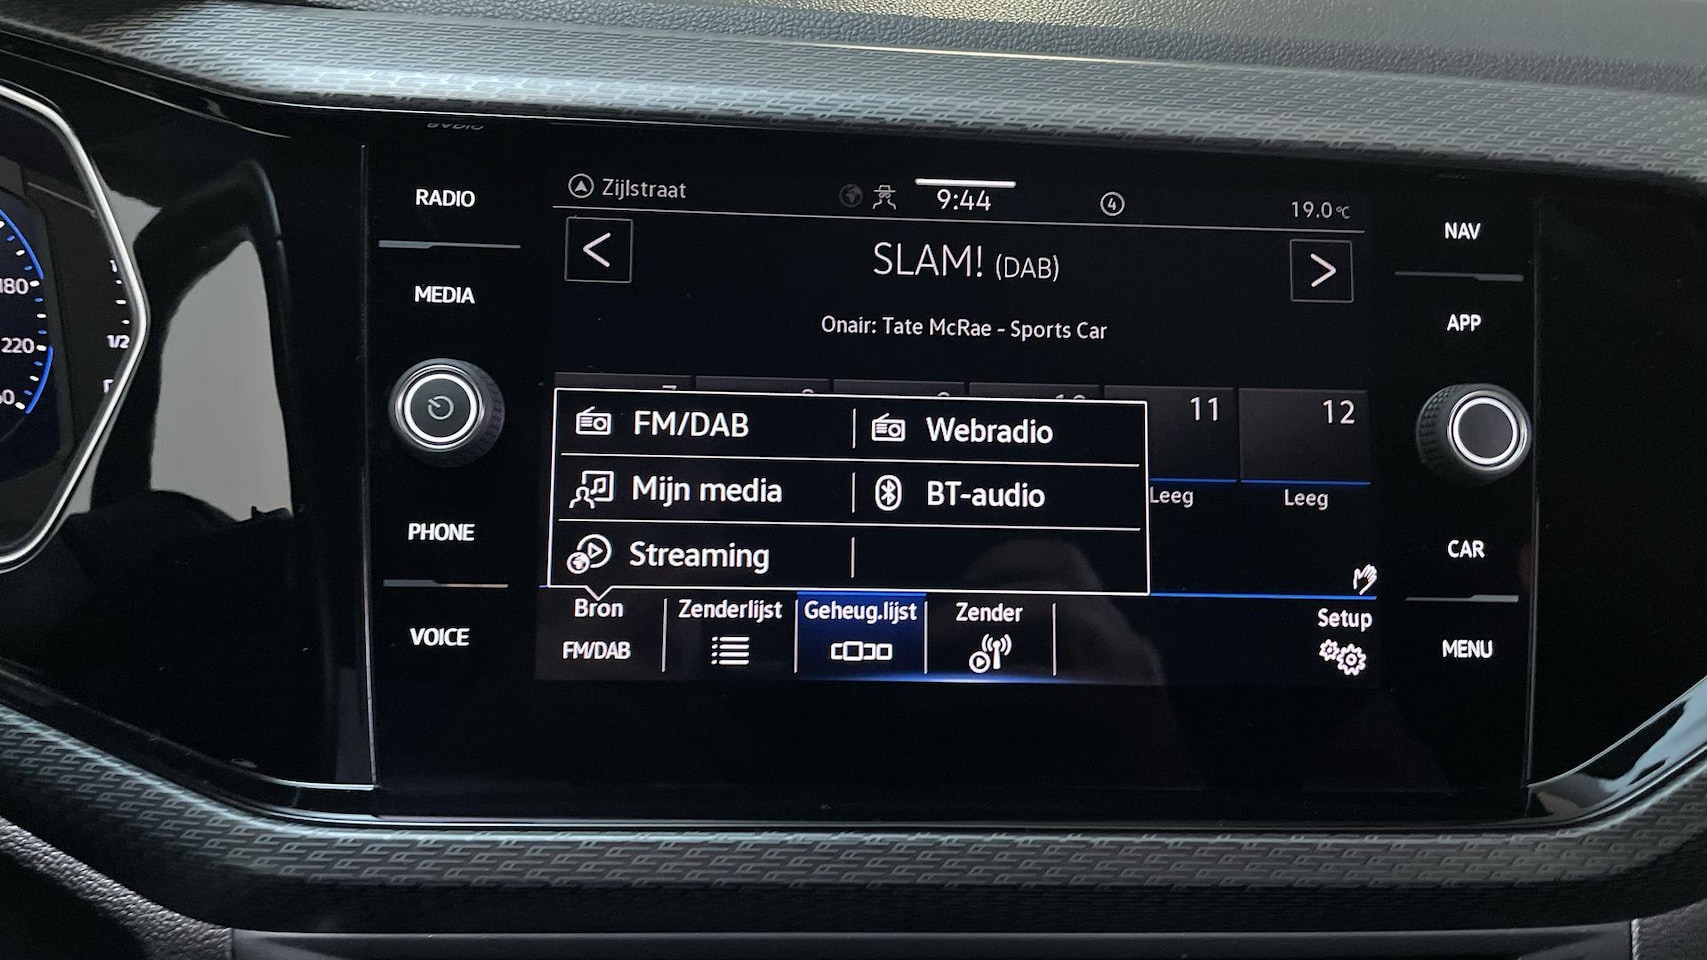 RADIO
MEDIA
PHONE
VOICE
180
220
1/2
Zijlstraat
9:44
4
19.0°C
SLAM! (DAB)
Onair: Tate McRae - Sports Car
11
12
Leeg
Leeg
FM/DAB
Webradio
Mijn media
BT-audio
Streaming
Bron
FM/DAB
Zenderlijst
Geheug.lijst
Zender
Setup
NAV
APP
CAR
MENU